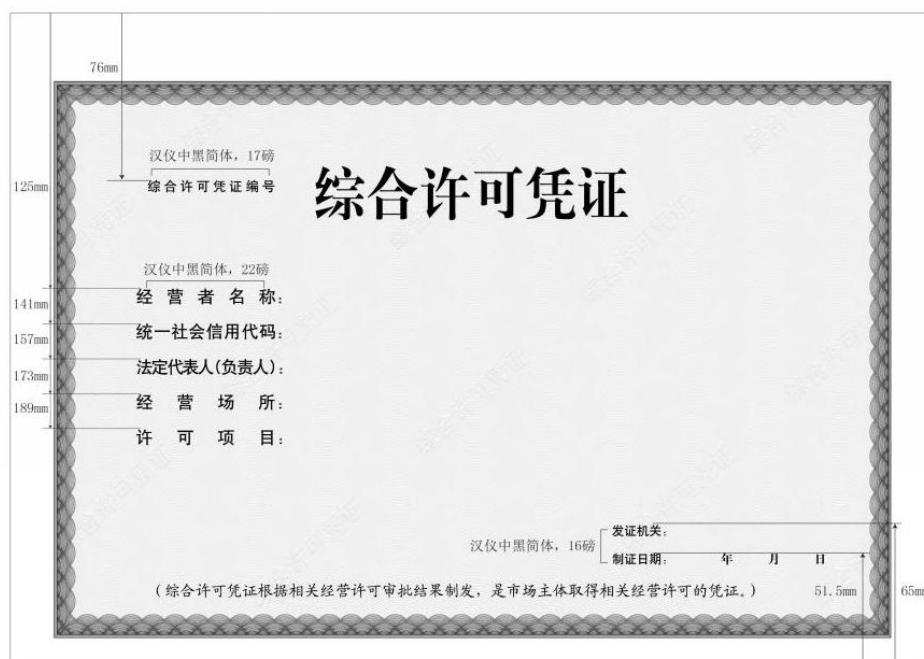 76mm
汉仪中黑简体，17磅
125mm
综合许可凭证编号
综合许可凭证
汉仪中黑简体，22磅
经营者名称：
141mm
统一社会信用代码：
157mm
法定代表人(负责人)：
173mm
经营场所：
189mm
许可项目：
发证机关：
汉仪中黑简体，16磅
制证日期： 年 月 日
（综合许可凭证根据相关经营许可审批结果制发，是市场主体取得相关经营许可的凭证。）
51.5mm
65mm